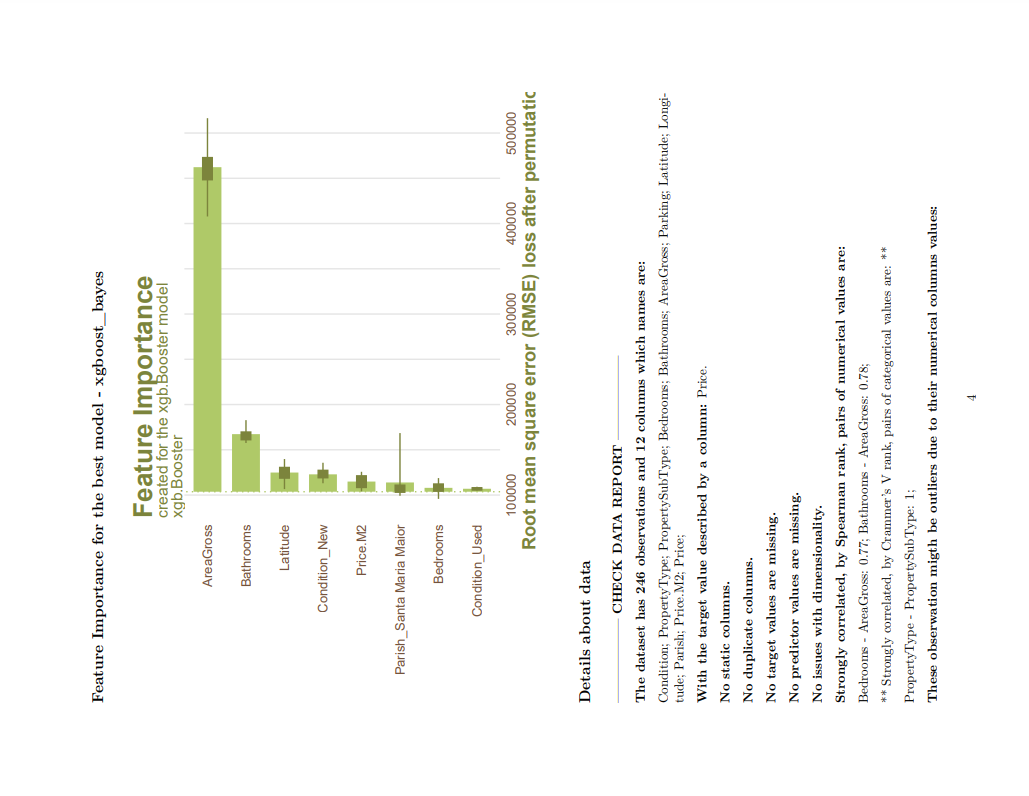 Feature Importance for the best model - xgboost_bayes
Feature Importance
created for the xgb.Booster model
xgb.Booster
AreaGross
Bathrooms
Latitude
Condition_New
Price.M2
Parish_Santa Maria Maior
Bedrooms
Condition_Used
100000 200000 300000 400000 500000
Root mean square error (RMSE) loss after permutatic
Details about data
CHECK DATA REPORT
The dataset has 246 observations and 12 columns which names are:
Condition; PropertyType; PropertySubType; Bedrooms; Bathrooms; AreaGross; Parking; Latitude; Longi-
tude; Parish; Price.M2; Price;
With the target value described by a column: Price.
No static columns.
No duplicate columns.
No target values are missing.
No predictor values are missing.
No issues with dimensionality.
Strongly correlated, by Spearman rank, pairs of numerical values are:
Bedrooms - AreaGross: 0.77; Bathrooms - AreaGross: 0.78;
** Strongly correlated, by Crammer's V rank, pairs of categorical values are: **
PropertyType - PropertySubType: 1;
These obserwation migth be outliers due to their numerical columns values:
4